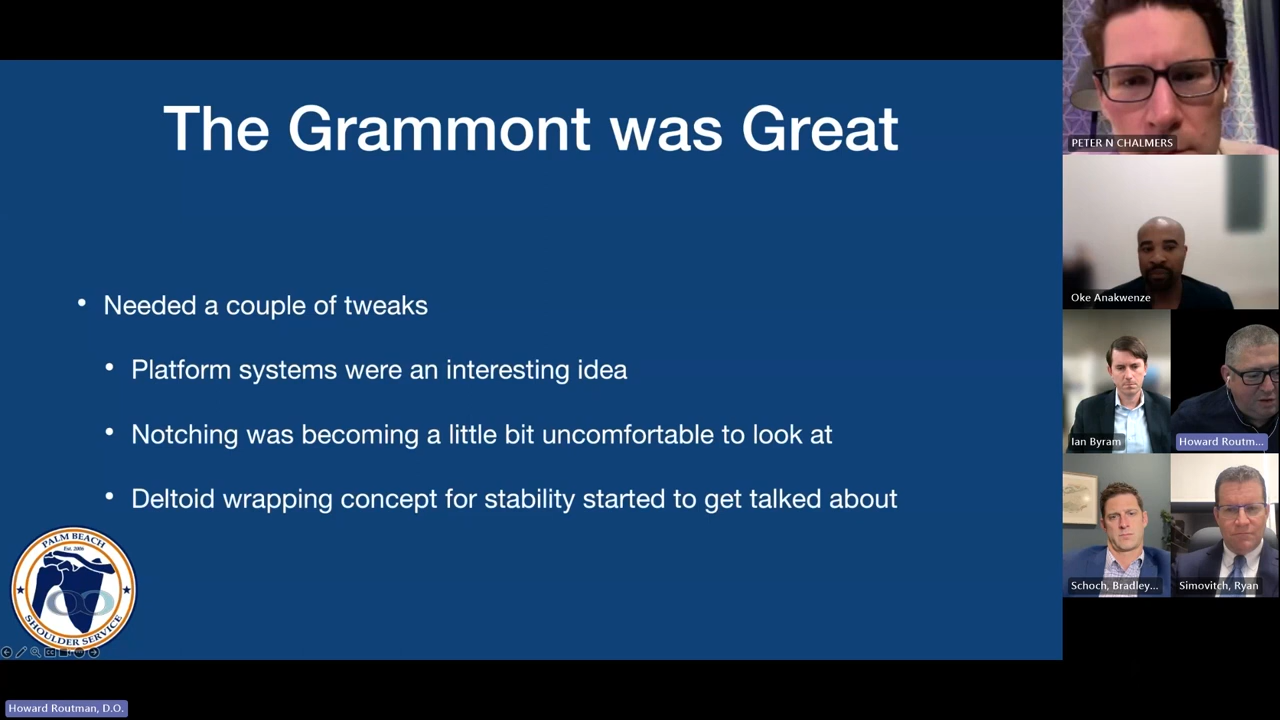 The Grammont was Great
• Needed a couple of tweaks
• Platform systems were an interesting idea
• Notching was becoming a little bit uncomfortable to look at
• Deltoid wrapping concept for stability started to get talked about
PALM BEACH
Est. 2006
SHOULDER SERVICE
Howard Routman, D.O.
PETER N CHALMERS
Oke Anakwenze
Ian Byram
Howard Routm...
Schoch, Bradley...
Simovitch, Ryan